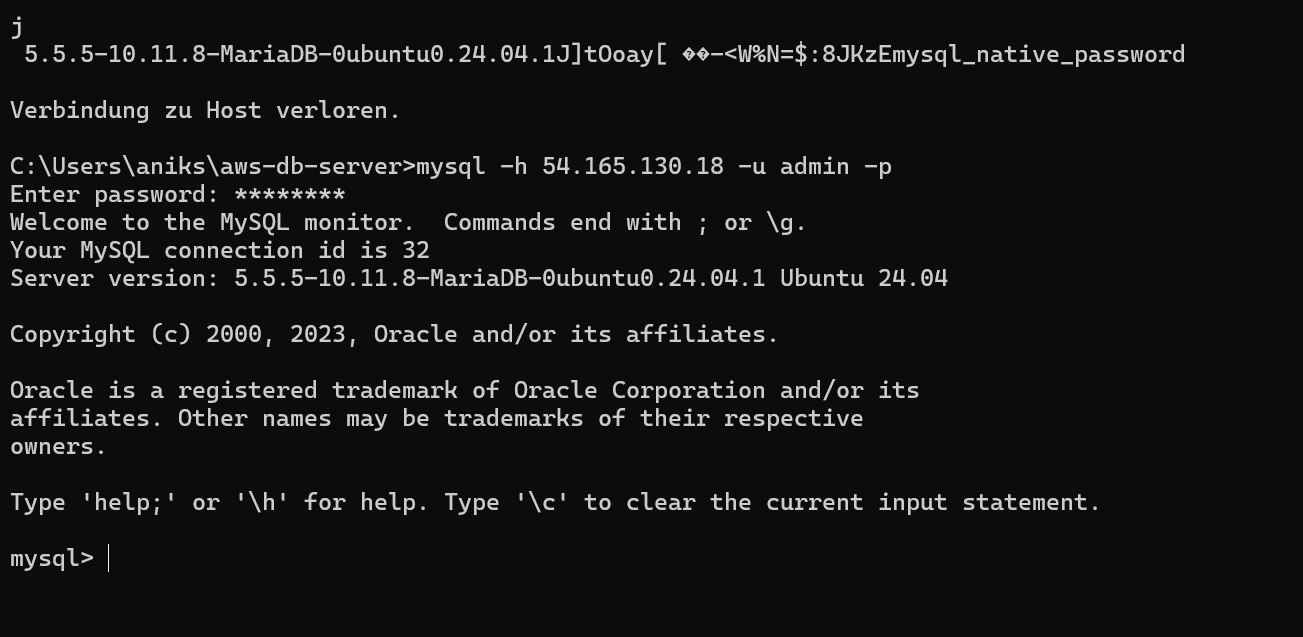 j
5.5.5-10.11.8-MariaDB-0ubuntu0.24.04.1J]tOoay[ ��-<W%N=$:8JKzEmysql_native_password
Verbindung zu Host verloren.
C:\Users\aniks\aws-db-server>mysql -h 54.165.130.18 -u admin -p
Enter password: ********
Welcome to the MySQL monitor.  Commands end with ; or \g.
Your MySQL connection id is 32
Server version: 5.5.5-10.11.8-MariaDB-0ubuntu0.24.04.1 Ubuntu 24.04
Copyright (c) 2000, 2023, Oracle and/or its affiliates.
Oracle is a registered trademark of Oracle Corporation and/or its
affiliates. Other names may be trademarks of their respective
owners.
Type 'help;' or '\h' for help. Type '\c' to clear the current input statement.
mysql>